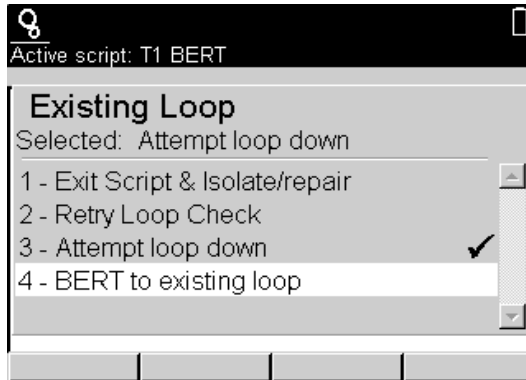 Active script: T1 BERT
Existing Loop
Selected: Attempt loop down
1 - Exit Script & Isolate/repair
2 - Retry Loop Check
3 - Attempt loop down
4 - BERT to existing loop